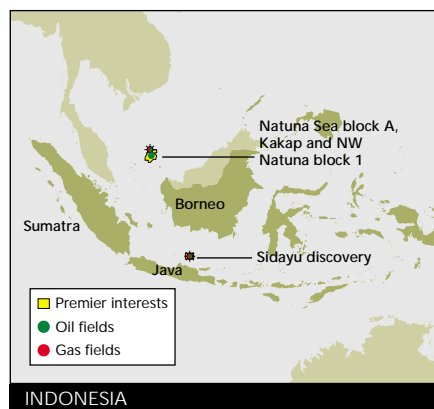 Natuna Sea block A,
Kakap and NW
Natuna block 1
Borneo
Sumatra
Sidayu discovery
Java
Premier interests
Oil fields
Gas fields
INDONESIA